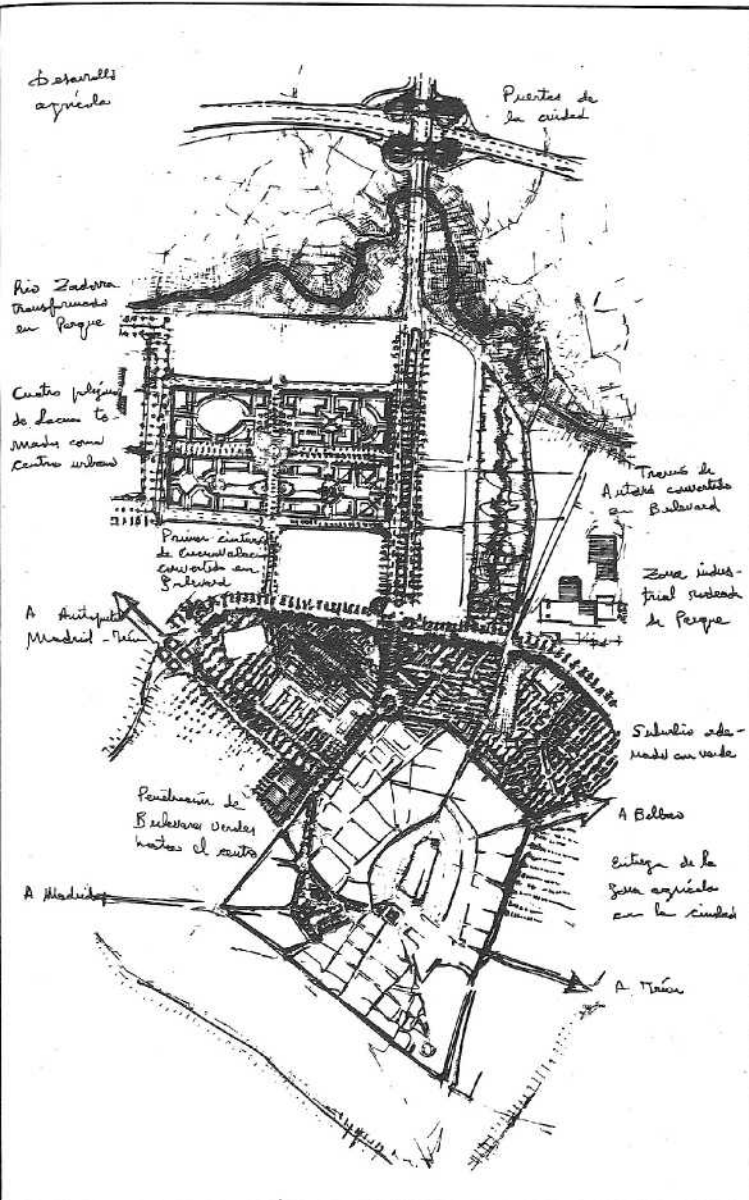 Desarrollo
agrícola
Puertas de
la ciudad
Río Zadorra
transformado
en Parque
Cuatro
de Lacua to-
mados como
centro urbano
Trazado de
convertido
en Bulevard
Primer cinturón
de circunvalación
convertido en
Bulevard
Zona indus-
trial rodeada
de Parque
A Autopista
Madrid - Irún
Suburbio orde-
nado en verde
Penetración de
Bulevares verdes
hasta el centro
A Bilbao
Entrega de la
Zona agrícola
en la ciudad
A Madrid
A Irún